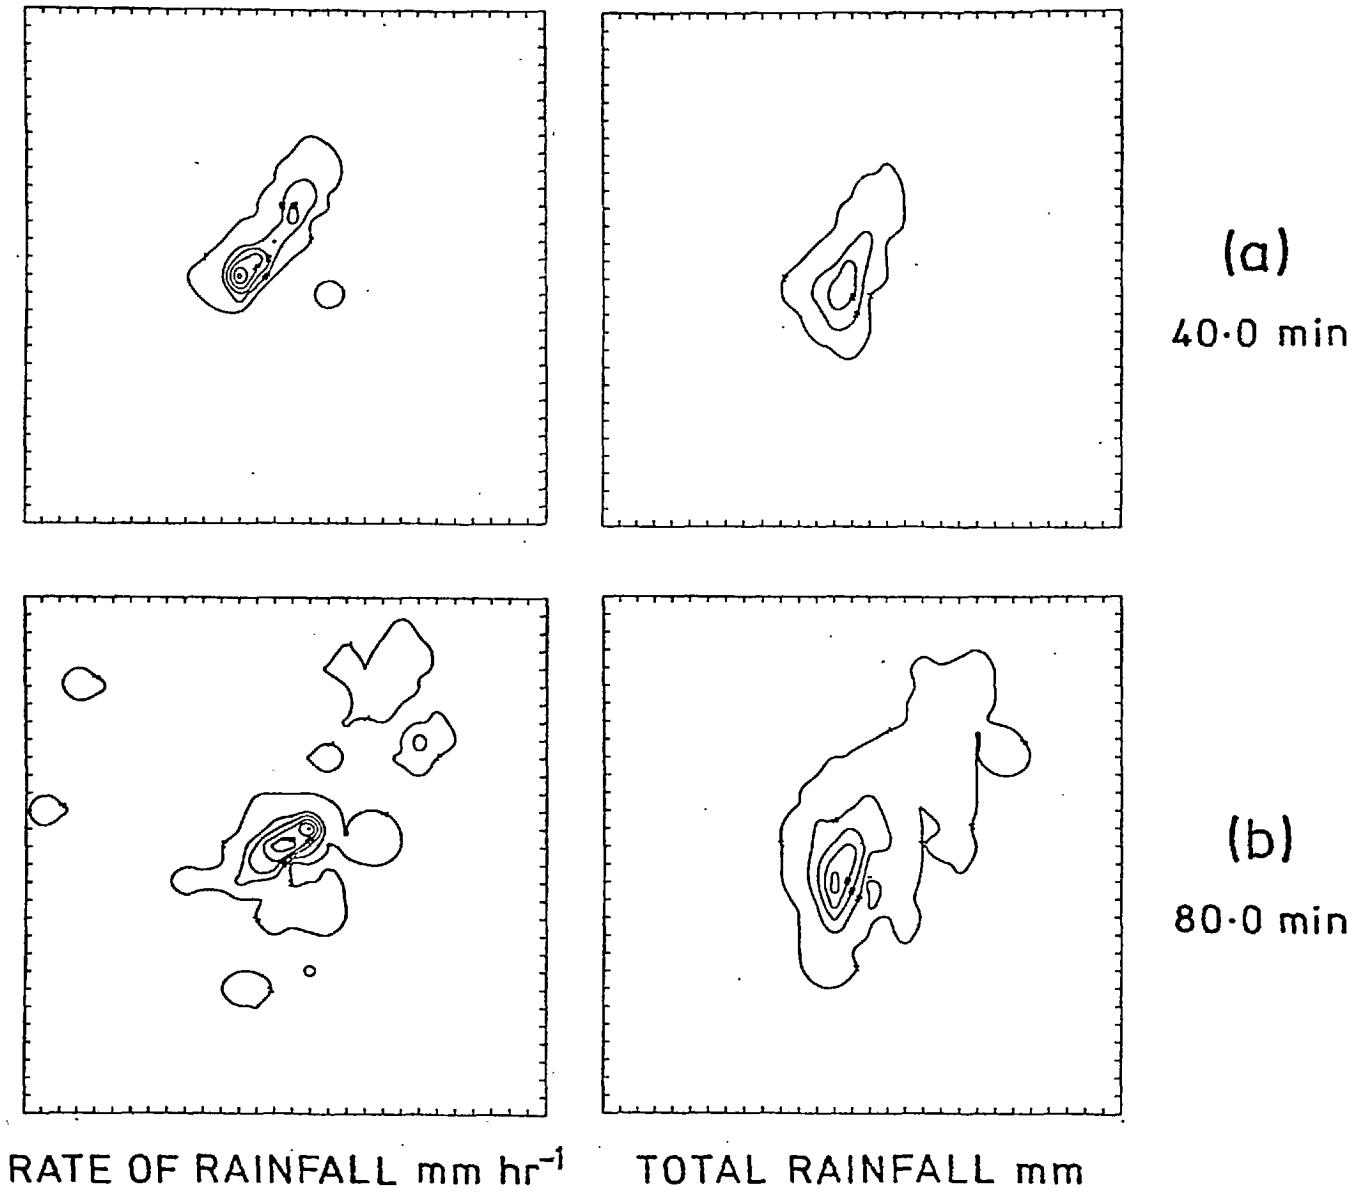 (a)
40·0 min
(b)
80·0 min
RATE OF RAINFALL mm hr⁻¹
TOTAL RAINFALL mm